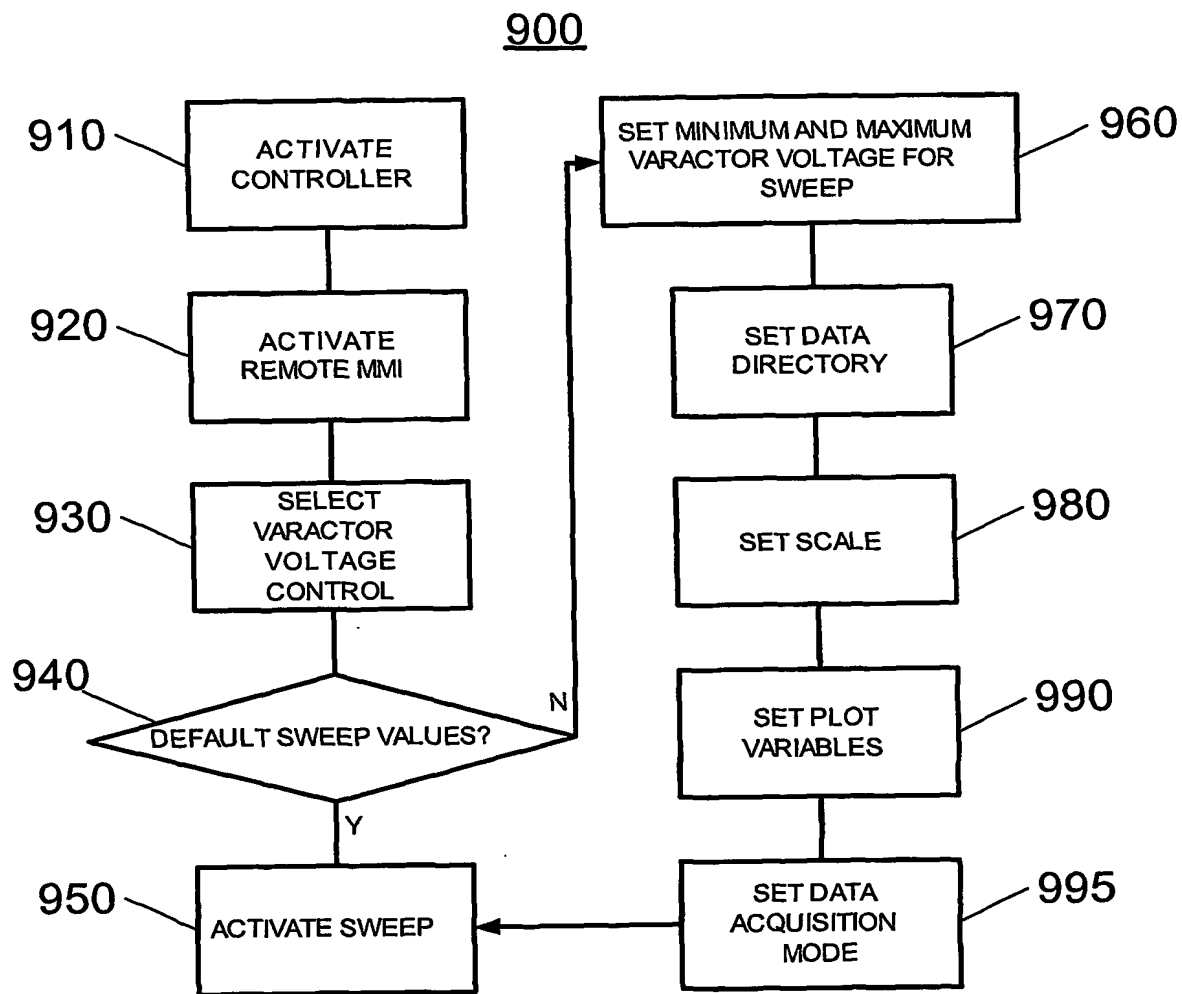 900
910
ACTIVATE
CONTROLLER
920
ACTIVATE
REMOTE MMI
930
SELECT
VARACTOR
VOLTAGE
CONTROL
940
DEFAULT SWEEP VALUES?
N
Y
950
ACTIVATE SWEEP
SET MINIMUM AND MAXIMUM
VARACTOR VOLTAGE FOR
SWEEP
960
SET DATA
DIRECTORY
970
SET SCALE
980
SET PLOT
VARIABLES
990
SET DATA
ACQUISITION
MODE
995